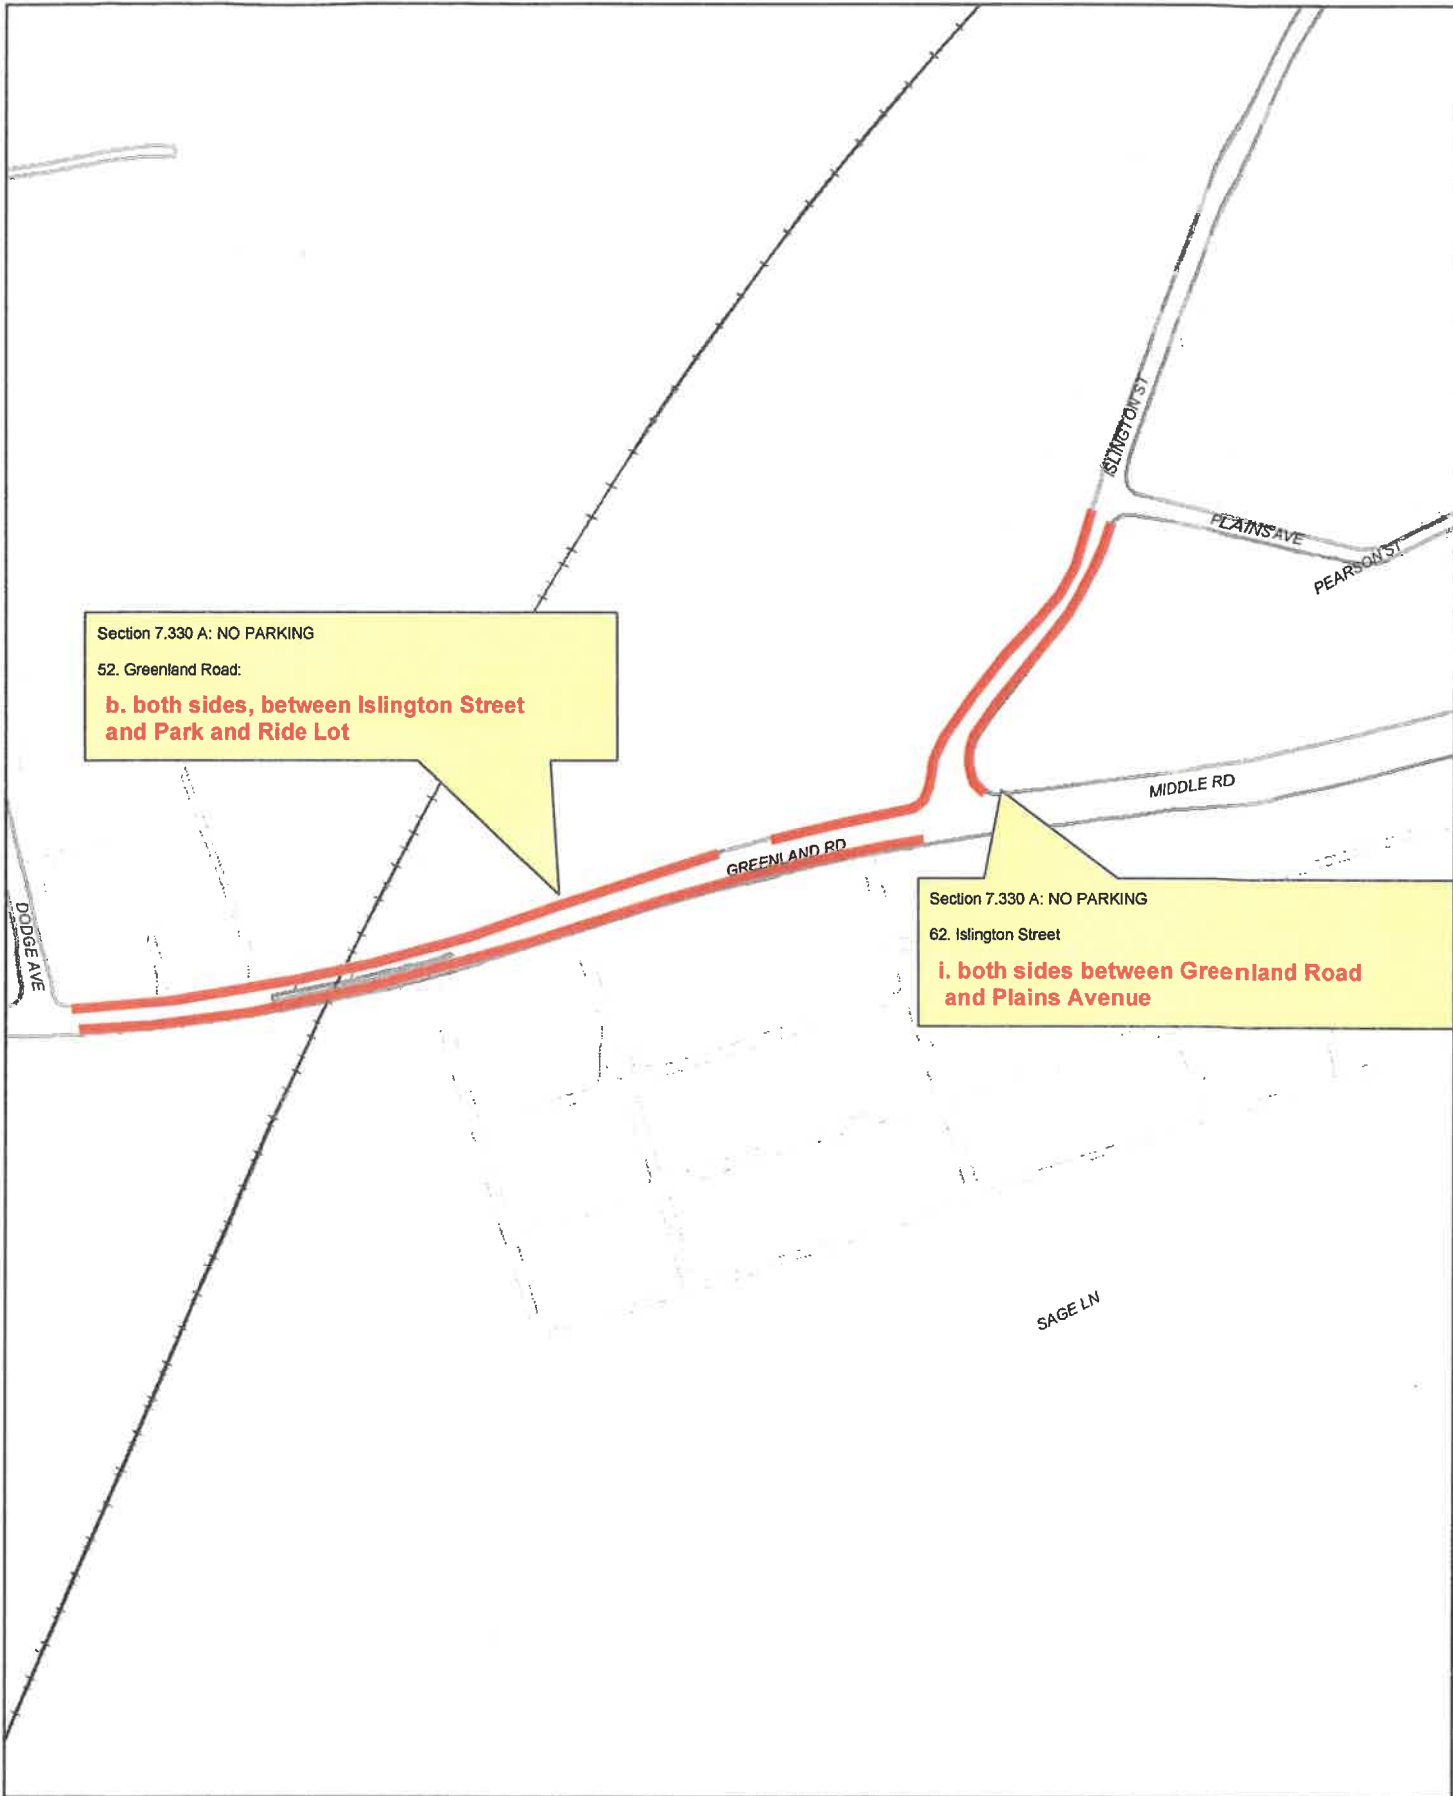 ISLINGTON ST
PLAINS AVE
PEARSON ST
Section 7.330 A: NO PARKING
52. Greenland Road:
b. both sides, between Islington Street
and Park and Ride Lot
MIDDLE RD
GREENLAND RD
Section 7.330 A: NO PARKING
62. Islington Street
i. both sides between Greenland Road
and Plains Avenue
DODGE AVE
SAGE LN